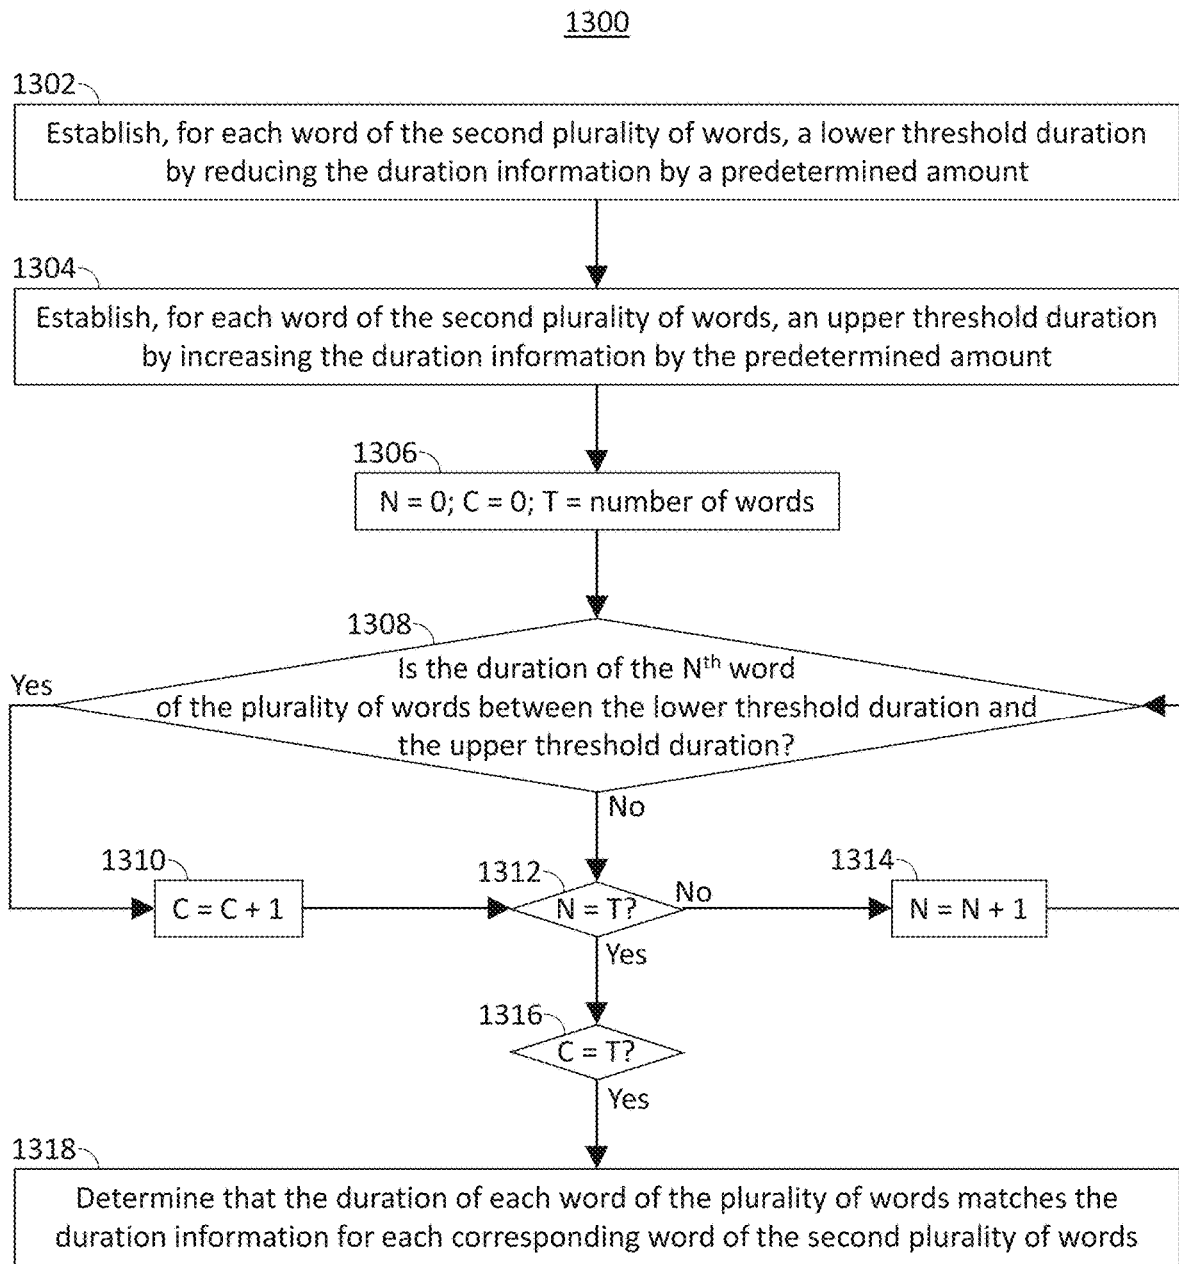 1300
1302
Establish, for each word of the second plurality of words, a lower threshold duration
by reducing the duration information by a predetermined amount
1304
Establish, for each word of the second plurality of words, an upper threshold duration
by increasing the duration information by the predetermined amount
1306
N = 0; C = 0; T = number of words
1308
Is the duration of the Nth word
of the plurality of words between the lower threshold duration and
the upper threshold duration?
Yes
No
1310
C = C + 1
1312
N = T?
No
1314
N = N + 1
Yes
1316
C = T?
Yes
1318
Determine that the duration of each word of the plurality of words matches the
duration information for each corresponding word of the second plurality of words